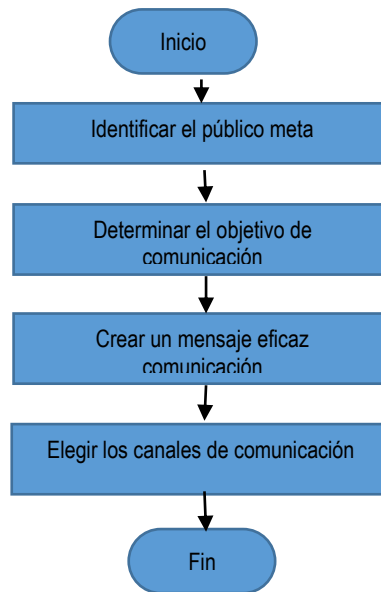 Inicio
Identificar el público meta
Determinar el objetivo de
comunicación
Crear un mensaje eficaz
comunicación
Elegir los canales de comunicación
Fin